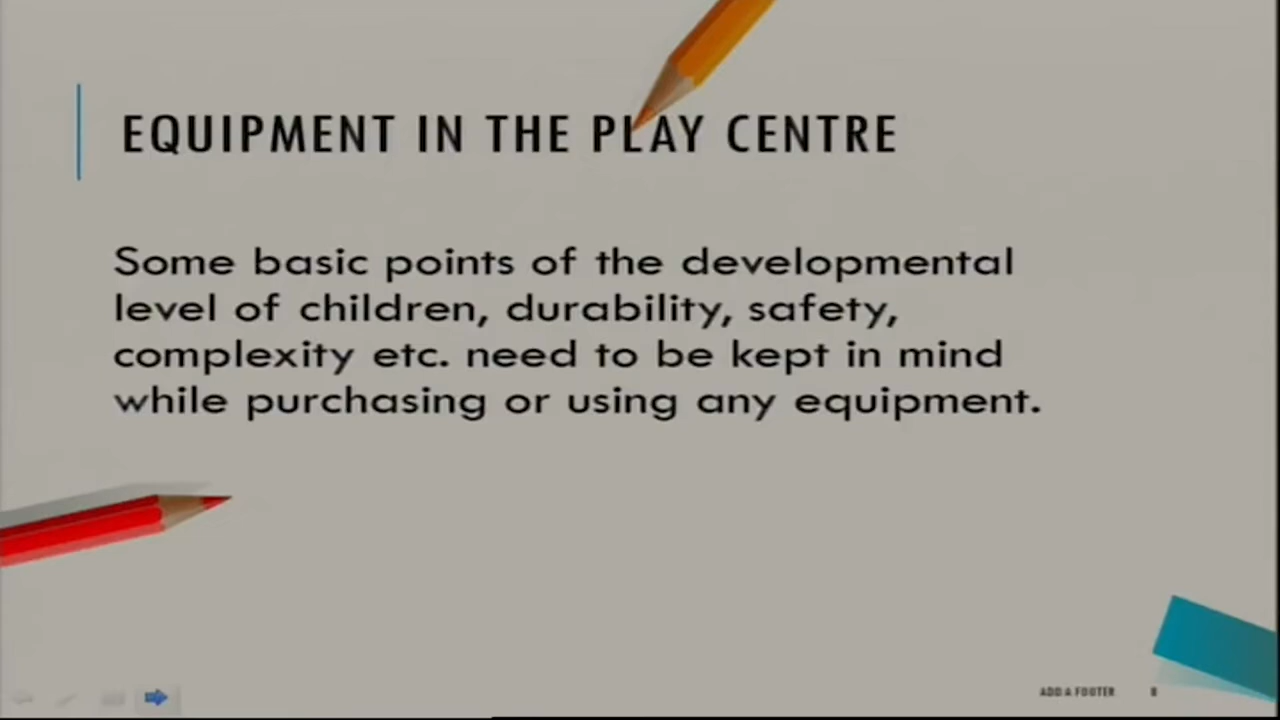 EQUIPMENT IN THE PLAY CENTRE
Some basic points of the developmental
level of children, durability, safety,
complexity etc. need to be kept in mind
while purchasing or using any equipment.
ADD A FOOTER 8